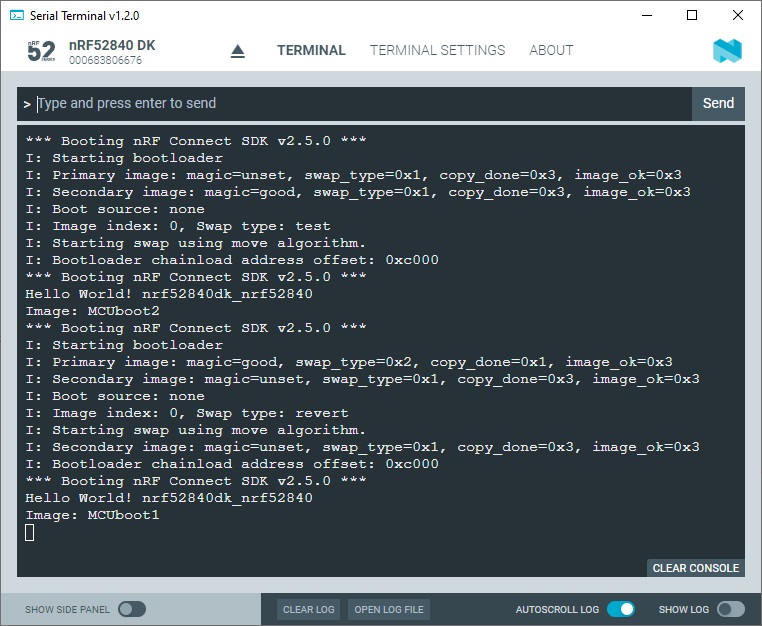 Serial Terminal v1.2.0
nRF
52
SERIES
nRF52840 DK
000683806676
TERMINAL
TERMINAL SETTINGS
ABOUT
> Type and press enter to send
Send
*** Booting nRF Connect SDK v2.5.0 ***
I: Starting bootloader
I: Primary image: magic=unset, swap_type=0x1, copy_done=0x3, image_ok=0x3
I: Secondary image: magic=good, swap_type=0x1, copy_done=0x3, image_ok=0x3
I: Boot source: none
I: Image index: 0, Swap type: test
I: Starting swap using move algorithm.
I: Bootloader chainload address offset: 0xc000
*** Booting nRF Connect SDK v2.5.0 ***
Hello World! nrf52840dk_nrf52840
Image: MCUboot2
*** Booting nRF Connect SDK v2.5.0 ***
I: Starting bootloader
I: Primary image: magic=good, swap_type=0x2, copy_done=0x1, image_ok=0x3
I: Secondary image: magic=unset, swap_type=0x1, copy_done=0x3, image_ok=0x3
I: Boot source: none
I: Image index: 0, Swap type: revert
I: Starting swap using move algorithm.
I: Secondary image: magic=unset, swap_type=0x1, copy_done=0x3, image_ok=0x3
I: Bootloader chainload address offset: 0xc000
*** Booting nRF Connect SDK v2.5.0 ***
Hello World! nrf52840dk_nrf52840
Image: MCUboot1
CLEAR CONSOLE
SHOW SIDE PANEL
CLEAR LOG
OPEN LOG FILE
AUTOSCROLL LOG
SHOW LOG